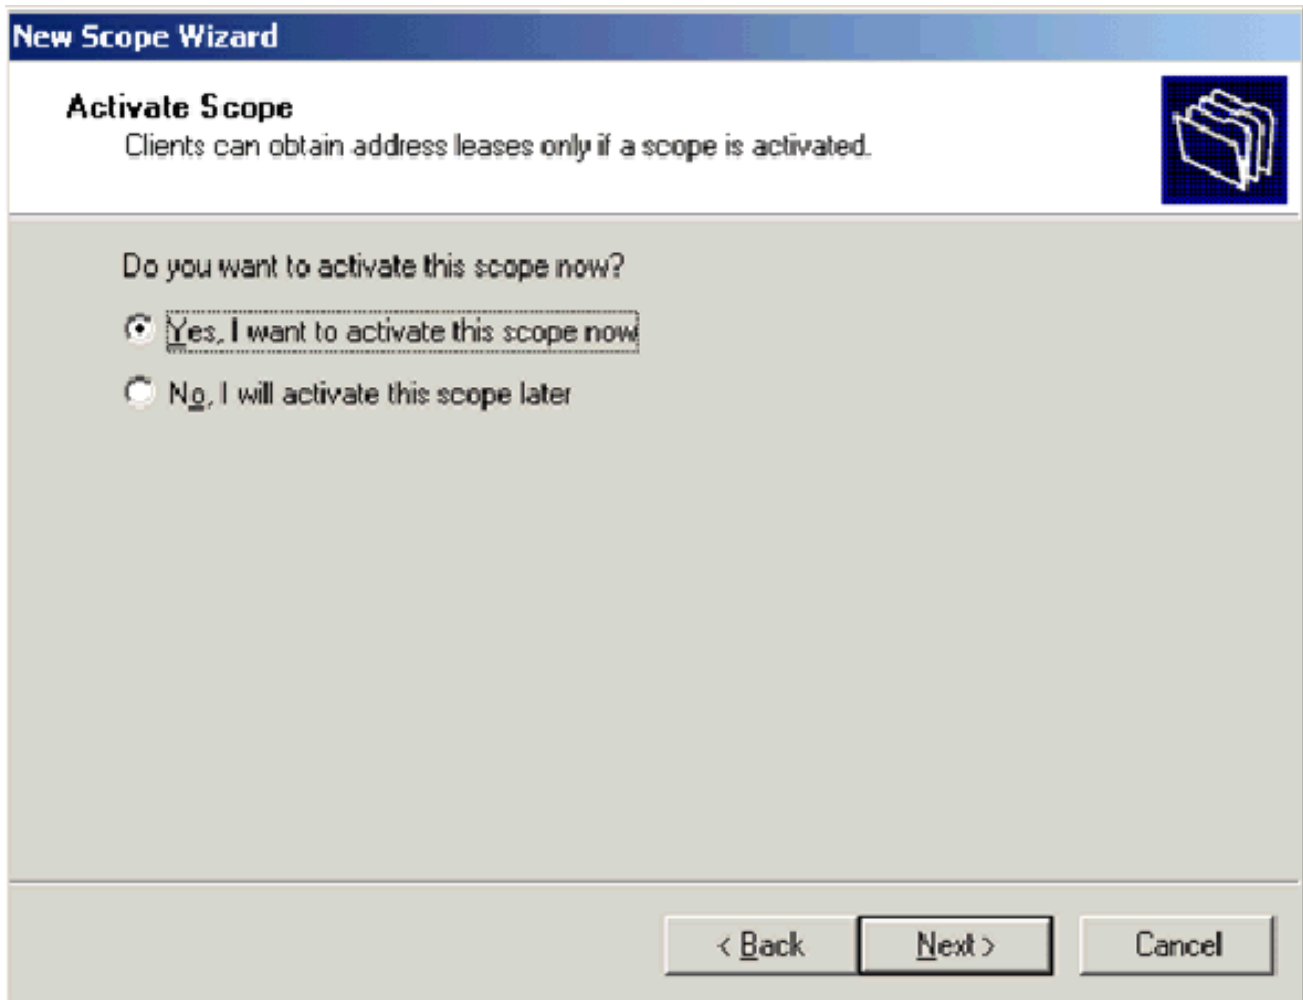 New Scope Wizard
Activate Scope
Clients can obtain address leases only if a scope is activated.
Do you want to activate this scope now?
Yes, I want to activate this scope now
No, I will activate this scope later
< Back
Next >
Cancel